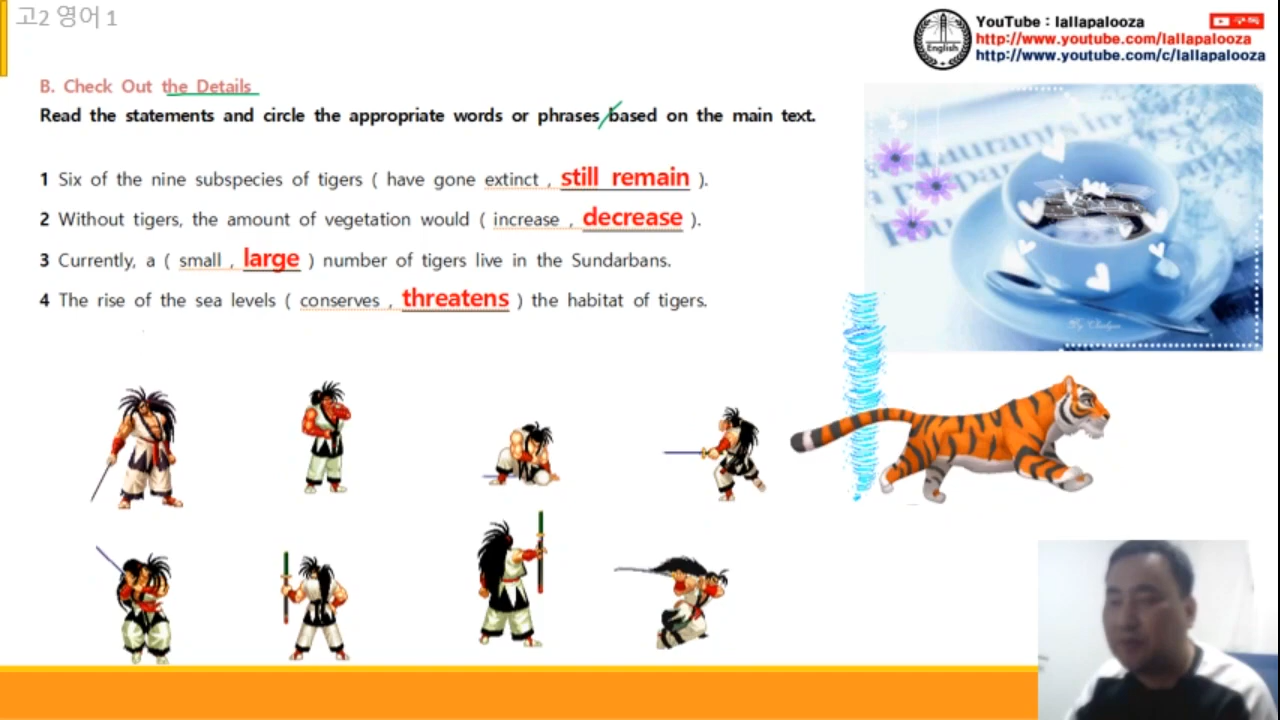 고2 영어 1
YouTube : lallapalooza
구독
http://www.youtube.com/lallapalooza
http://www.youtube.com/c/lallapalooza
English
B. Check Out the Details
Read the statements and circle the appropriate words or phrases based on the main text.
1 Six of the nine subspecies of tigers ( have gone extinct , still remain ).
2 Without tigers, the amount of vegetation would ( increase , decrease ).
3 Currently, a ( small , large ) number of tigers live in the Sundarbans.
4 The rise of the sea levels ( conserves , threatens ) the habitat of tigers.